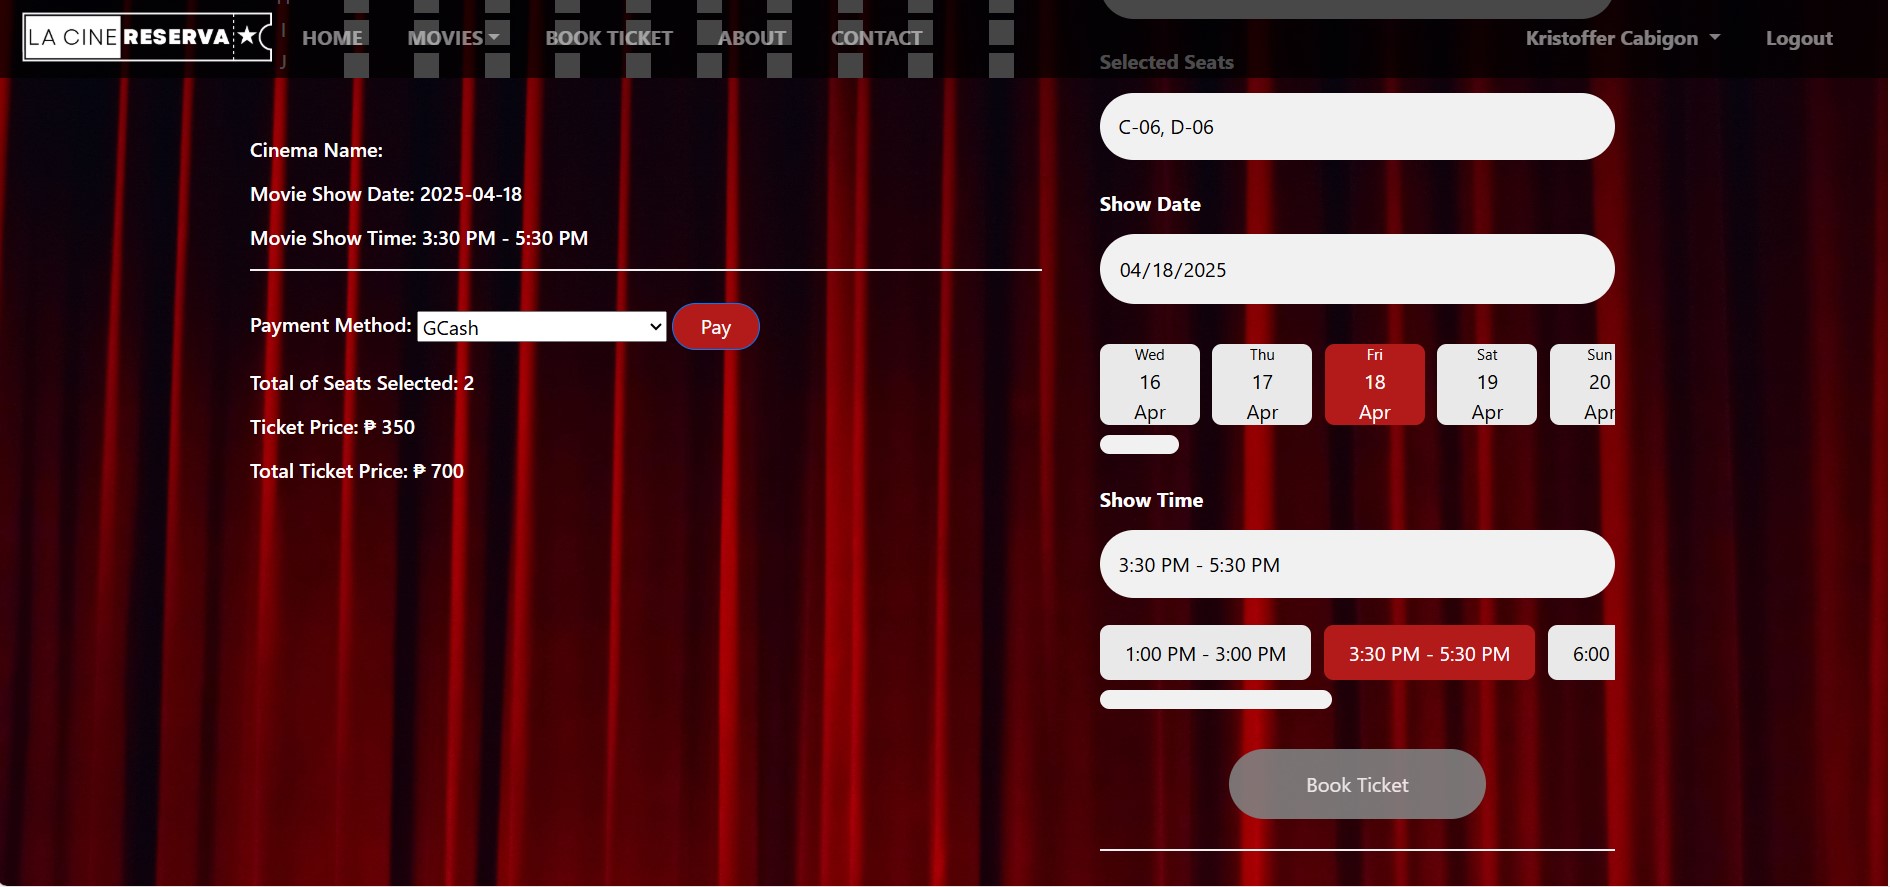 LA CINE RESERVA
I
J
HOME
MOVIES
BOOK TICKET
ABOUT
CONTACT
Kristoffer Cabigon
Logout
Cinema Name:
Movie Show Date: 2025-04-18
Movie Show Time: 3:30 PM - 5:30 PM
Payment Method: GCash Pay
Total of Seats Selected: 2
Ticket Price: ₱ 350
Total Ticket Price: ₱ 700
Selected Seats
C-06, D-06
Show Date
04/18/2025
Wed Thu Fri Sat Sun
16 17 18 19 20
Apr Apr Apr Apr Apr
Show Time
3:30 PM - 5:30 PM
1:00 PM - 3:00 PM 3:30 PM - 5:30 PM 6:00
Book Ticket